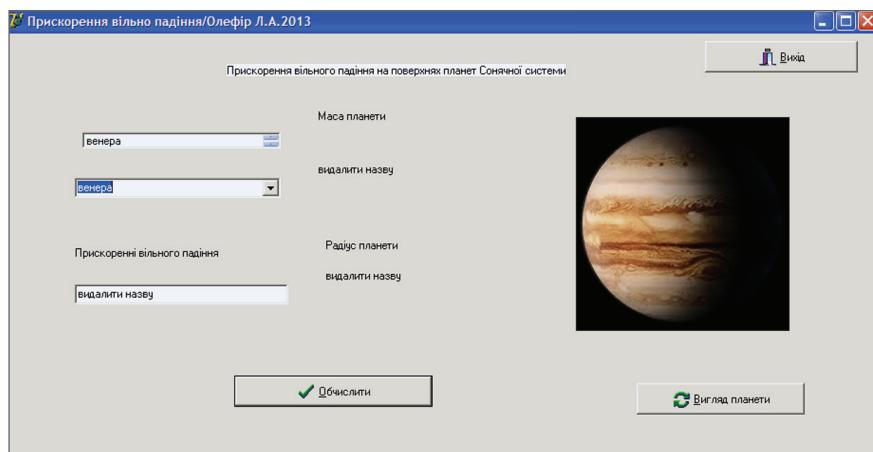 Прискорення вільно падіння/Олефір Л.А.2013
Вихід
Прискорення вільного падіння на поверхнях планет Сонячної системи
Маса планети
венера
видалити назву
венера
Радіус планети
Прискоренні вільного падіння
видалити назву
видалити назву
Обчислити
Вигляд планети